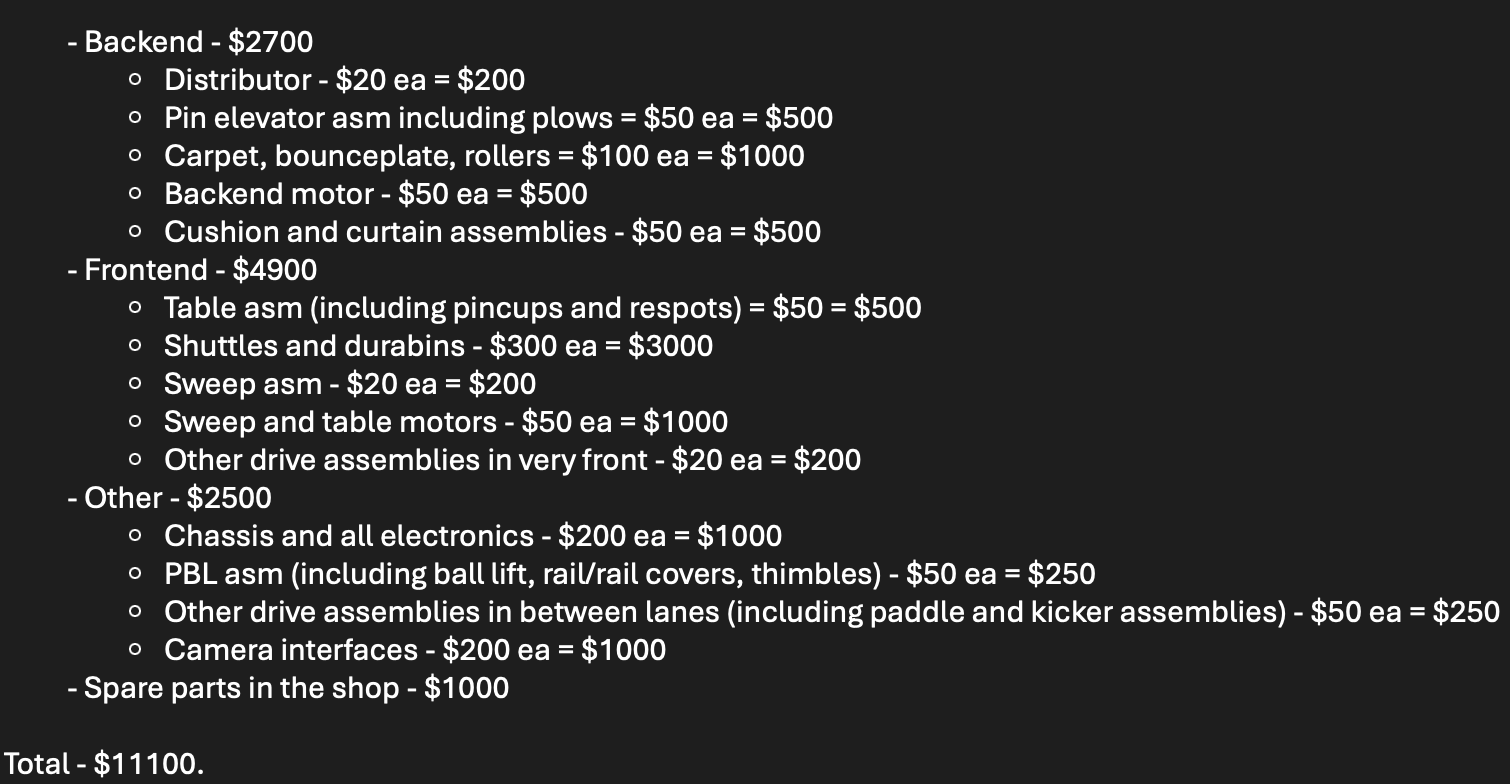 - Backend - $2700
○ Distributor - $20 ea = $200
○ Pin elevator asm including plows = $50 ea = $500
○ Carpet, bounceplate, rollers = $100 ea = $1000
○ Backend motor - $50 ea = $500
○ Cushion and curtain assemblies - $50 ea = $500
- Frontend - $4900
○ Table asm (including pincups and respots) = $50 = $500
○ Shuttles and durabins - $300 ea = $3000
○ Sweep asm - $20 ea = $200
○ Sweep and table motors - $50 ea = $1000
○ Other drive assemblies in very front - $20 ea = $200
- Other - $2500
○ Chassis and all electronics - $200 ea = $1000
○ PBL asm (including ball lift, rail/rail covers, thimbles) - $50 ea = $250
○ Other drive assemblies in between lanes (including paddle and kicker assemblies) - $50 ea = $250
○ Camera interfaces - $200 ea = $1000
- Spare parts in the shop - $1000
Total - $11100.